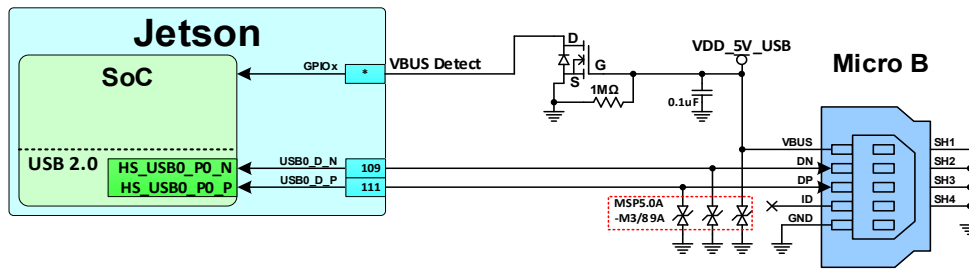 Jetson
SoC
GPIOx
*
VBUS Detect
D
G
S
1MΩ
VDD_5V_USB
0.1uF
Micro B
USB 2.0
HS_USB0_P0_N
HS_USB0_P0_P
USB0_D_N
109
USB0_D_P
111
MSP5.0A
-M3/89A
VBUS
DN
DP
ID
GND
SH1
SH2
SH3
SH4